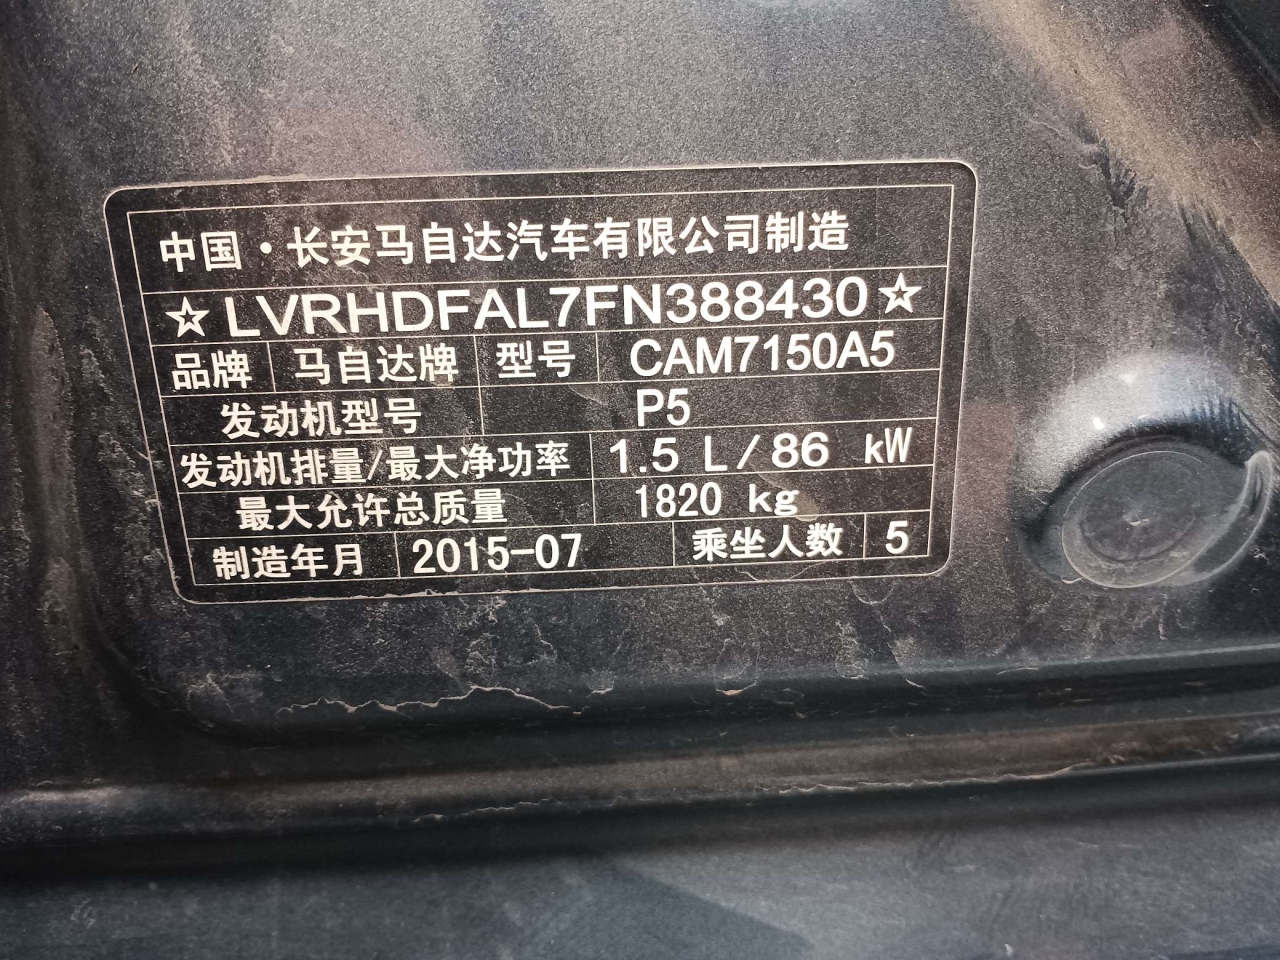 中国·长安马自达汽车有限公司制造
☆LVRHDFAL7FN388430☆
品牌 马自达牌 型号 CAM7150A5
发动机型号 P5
发动机排量/最大净功率 1.5 L/86 kW
最大允许总质量 1820 kg
制造年月 2015-07 乘坐人数 5